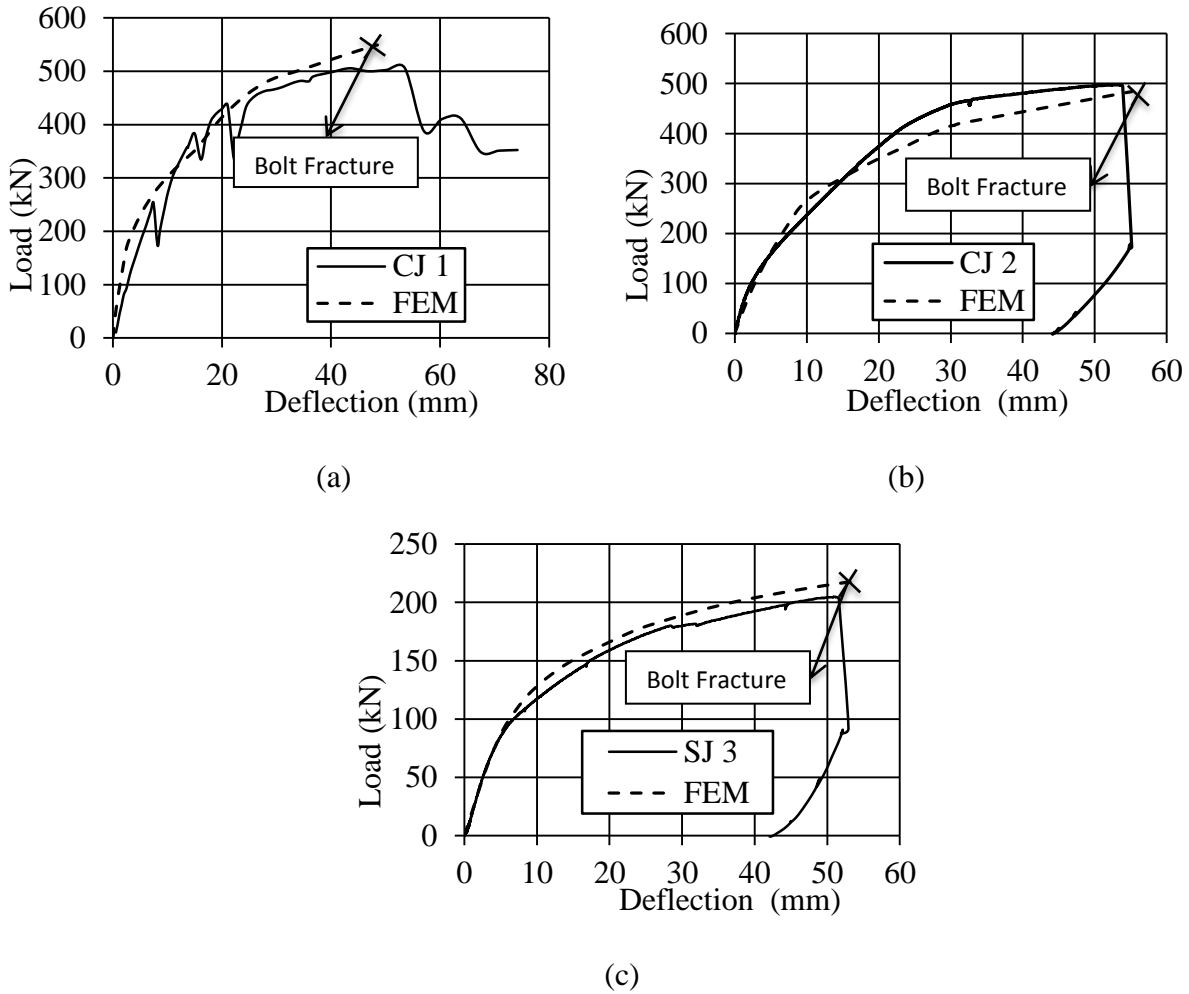 600
500
400
300
200
100
0
Load (kN)
Bolt Fracture
CJ 1
FEM
0 20 40 60 80
Deflection (mm)
(a)
600
500
400
300
200
100
0
Load (kN)
Bolt Fracture
CJ 2
FEM
0 10 20 30 40 50 60
Deflection (mm)
(b)
250
200
150
100
50
0
Load (kN)
Bolt Fracture
SJ 3
FEM
0 10 20 30 40 50 60
Deflection (mm)
(c)